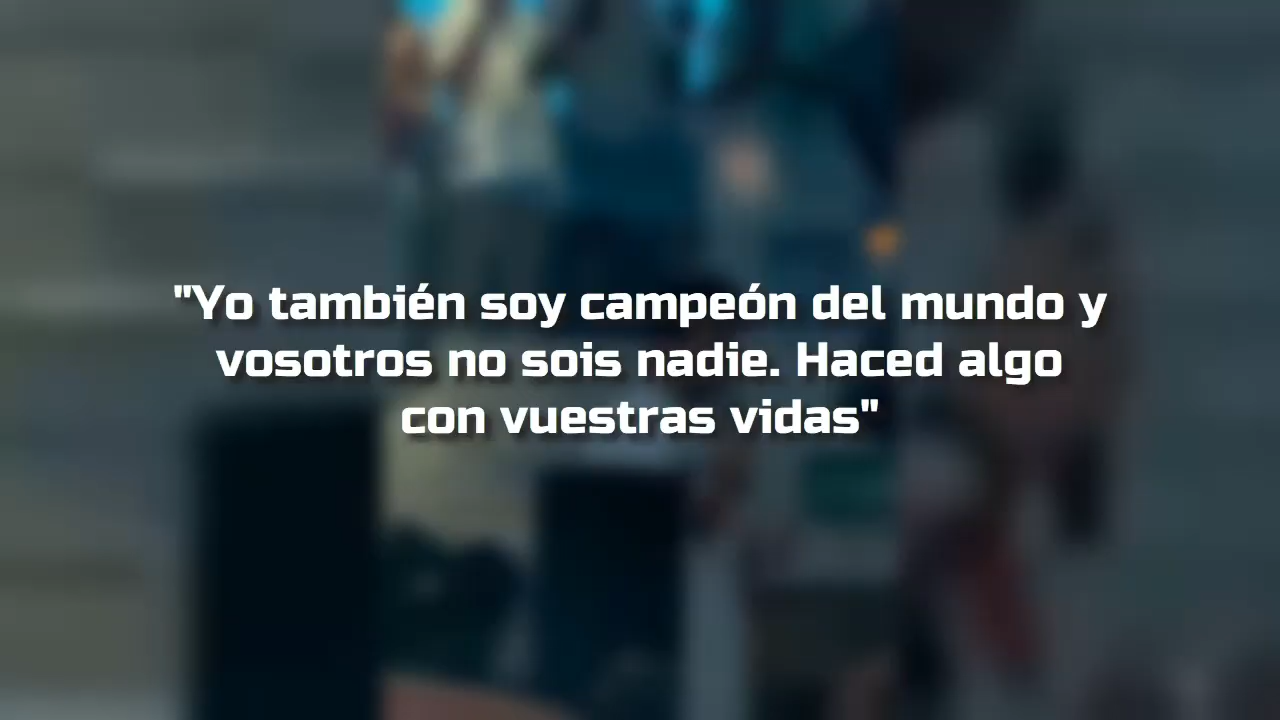 "Yo también soy campeón del mundo y
vosotros no sois nadie. Haced algo
con vuestras vidas"